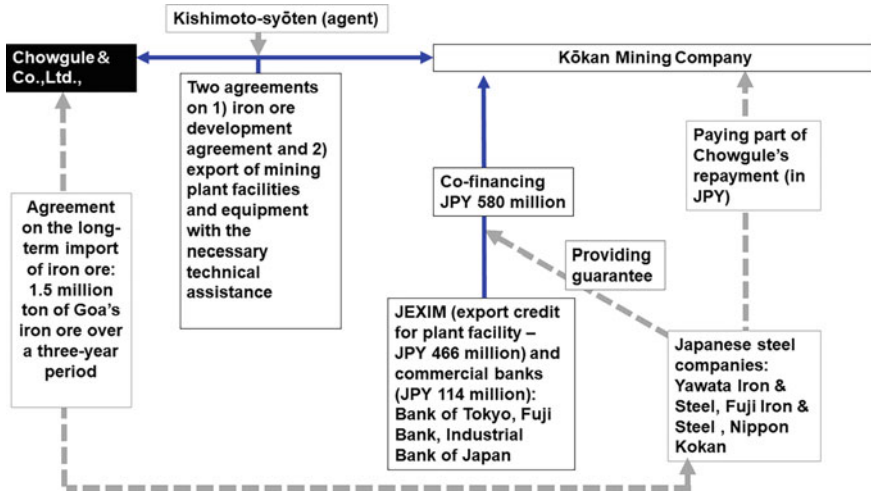 Kishimoto-syōten (agent)
Chowgule &
Co.,Ltd.,
Kōkan Mining Company
Two agreements
on 1) iron ore
development
agreement and 2)
export of mining
plant facilities
and equipment
with the
necessary
technical
assistance
Paying part of
Chowgule's
repayment (in
JPY)
Co-financing
JPY 580 million
Agreement
on the long-
term import
of iron ore:
1.5 million
ton of Goa's
iron ore over
a three-year
period
Providing
guarantee
JEXIM (export credit
for plant facility –
JPY 466 million) and
commercial banks
(JPY 114 million):
Bank of Tokyo, Fuji
Bank, Industrial
Bank of Japan
Japanese steel
companies:
Yawata Iron &
Steel, Fuji Iron &
Steel , Nippon
Kokan